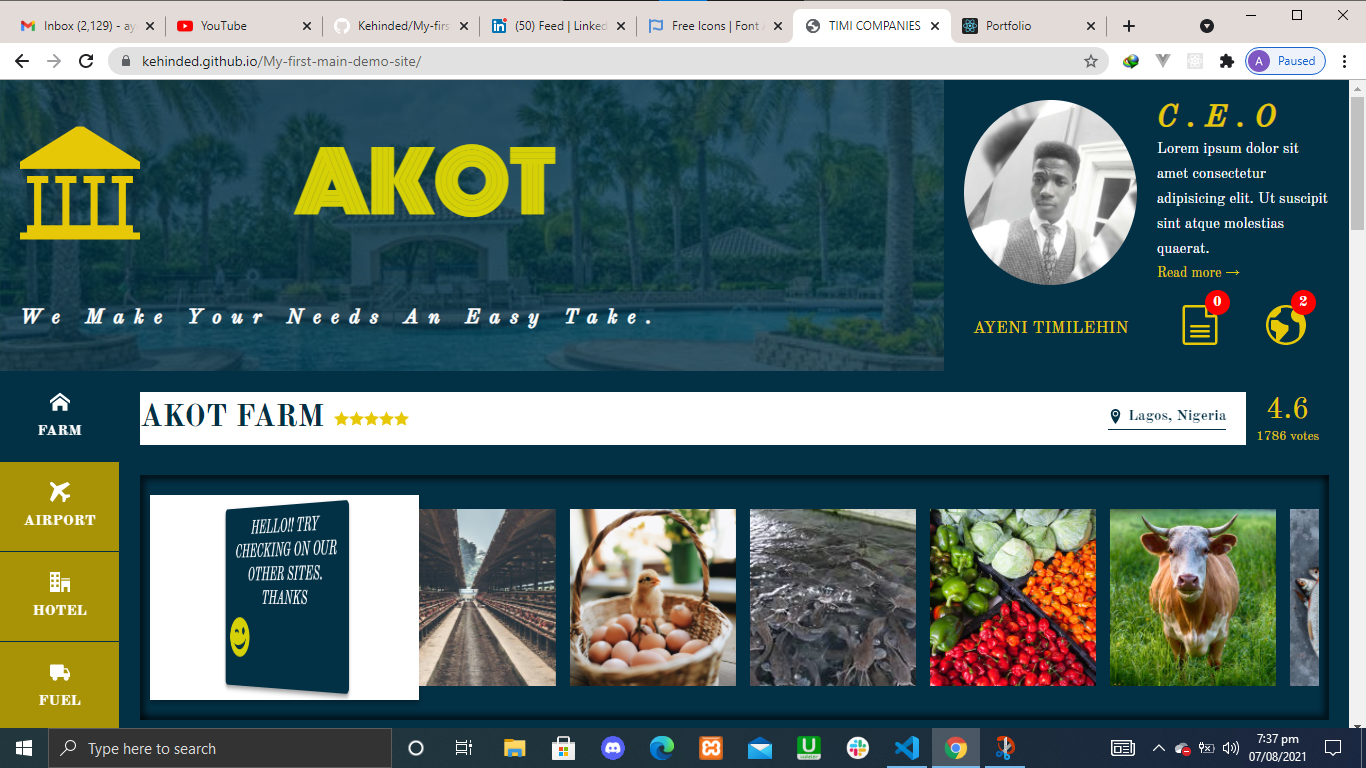 Inbox (2,129) - ay
YouTube
Kehinded/My-firs
(50) Feed | Linked
Free Icons | Font A
TIMI COMPANIES
Portfolio
kehinded.github.io/My-first-main-demo-site/
A
Paused
AKOT
We Make Your Needs An Easy Take.
C.E.O
Lorem ipsum dolor sit
amet consectetur
adipisicing elit. Ut suscipit
sint atque molestias
quaerat.
Read more →
AYENI TIMILEHIN
0
2
FARM
AIRPORT
HOTEL
FUEL
AKOT FARM
Lagos, Nigeria
4.6
1786 votes
HELLO!! TRY
CHECKING ON OUR
OTHER SITES.
THANKS
Type here to search
7:37 pm
07/08/2021